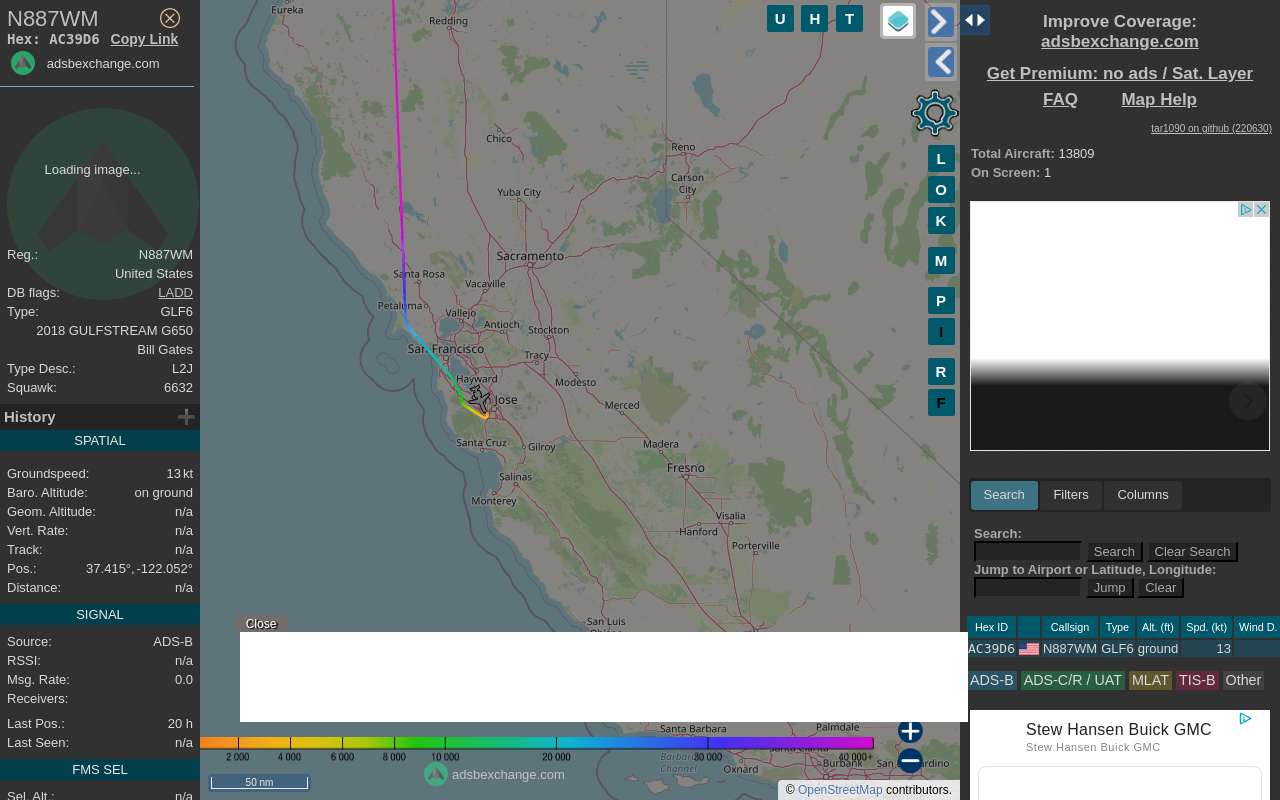 N887WM
Hex: AC39D6 Copy Link
adsbexchange.com
Loading image...
Reg.: N887WM
United States
DB flags: LADD
Type: GLF6
2018 GULFSTREAM G650
Bill Gates
Type Desc.: L2J
Squawk: 6632
History
SPATIAL
Groundspeed: 13 kt
Baro. Altitude: on ground
Geom. Altitude: n/a
Vert. Rate: n/a
Track: n/a
Pos.: 37.415°, -122.052°
Distance: n/a
SIGNAL
Source: ADS-B
RSSI: n/a
Msg. Rate: 0.0
Receivers:
Last Pos.: 20 h
Last Seen: n/a
FMS SEL
Sel. Alt.: n/a
Eureka
Redding
Chico
Reno
Carson
City
Yuba City
Sacramento
Santa Rosa
Vacaville
Petaluma
Vallejo
Antioch
Stockton
San Francisco
Tracy
Hayward
Modesto
Jose
Merced
Santa Cruz
Gilroy
Madera
Fresno
Salinas
Monterey
Visalia
Hanford
Porterville
San Luis
Close
Santa Barbara
Palmdale
Santa Clarita
Barbara
Channel
Oxnard
Burbank
2 000 4 000 6 000 8 000 10 000 20 000 30 000 40 000+
adsbexchange.com
50 nm
© OpenStreetMap contributors.
U H T
L
O
K
M
P
I
R
F
Improve Coverage:
adsbexchange.com
Get Premium: no ads / Sat. Layer
FAQ Map Help
tar1090 on github (220630)
Total Aircraft: 13809
On Screen: 1
Search Filters Columns
Search:
Search Clear Search
Jump to Airport or Latitude, Longitude:
Jump Clear
Hex ID Callsign Type Alt. (ft) Spd. (kt) Wind D.
AC39D6 N887WM GLF6 ground 13
ADS-B ADS-C/R / UAT MLAT TIS-B Other
Stew Hansen Buick GMC
Stew Hansen Buick GMC